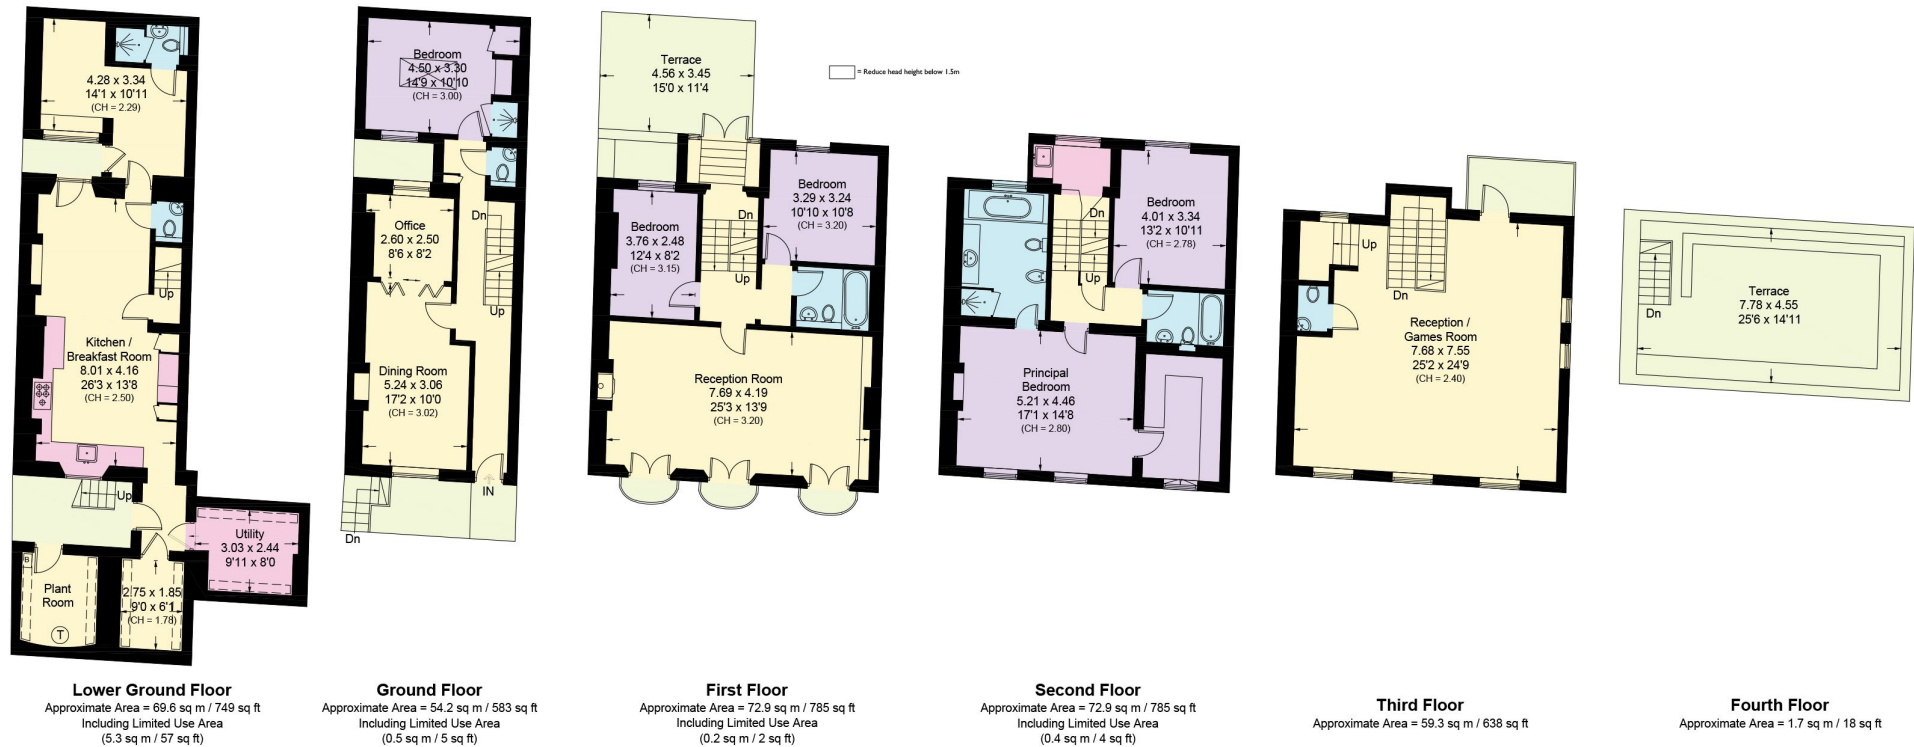 4.28 x 3.34
14'1 x 10'11
(CH = 2.29)
Up
Kitchen /
Breakfast Room
8.01 x 4.16
26'3 x 13'8
(CH = 2.50)
Up
Utility
3.03 x 2.44
9'11 x 8'0
B
Plant
Room
T
2.75 x 1.85
9'0 x 6'1
(CH = 1.78)
Lower Ground Floor
Approximate Area = 69.6 sq m / 749 sq ft
Including Limited Use Area
(5.3 sq m / 57 sq ft)
Bedroom
4.50 x 3.30
14'9 x 10'10
(CH = 3.00)
Dn
Office
2.60 x 2.50
8'6 x 8'2
Up
Dining Room
5.24 x 3.06
17'2 x 10'0
(CH = 3.02)
IN
Dn
Ground Floor
Approximate Area = 54.2 sq m / 583 sq ft
Including Limited Use Area
(0.5 sq m / 5 sq ft)
Terrace
4.56 x 3.45
15'0 x 11'4
= Reduce head height below 1.5m
Bedroom
3.29 x 3.24
10'10 x 10'8
(CH = 3.20)
Dn
Bedroom
3.76 x 2.48
12'4 x 8'2
(CH = 3.15)
Up
Reception Room
7.69 x 4.19
25'3 x 13'9
(CH = 3.20)
First Floor
Approximate Area = 72.9 sq m / 785 sq ft
Including Limited Use Area
(0.2 sq m / 2 sq ft)
Bedroom
4.01 x 3.34
13'2 x 10'11
(CH = 2.78)
Dn
Up
Principal
Bedroom
5.21 x 4.46
17'1 x 14'8
(CH = 2.80)
Second Floor
Approximate Area = 72.9 sq m / 785 sq ft
Including Limited Use Area
(0.4 sq m / 4 sq ft)
Up
Dn
Reception /
Games Room
7.68 x 7.55
25'2 x 24'9
(CH = 2.40)
Third Floor
Approximate Area = 59.3 sq m / 638 sq ft
Terrace
7.78 x 4.55
25'6 x 14'11
Dn
Fourth Floor
Approximate Area = 1.7 sq m / 18 sq ft